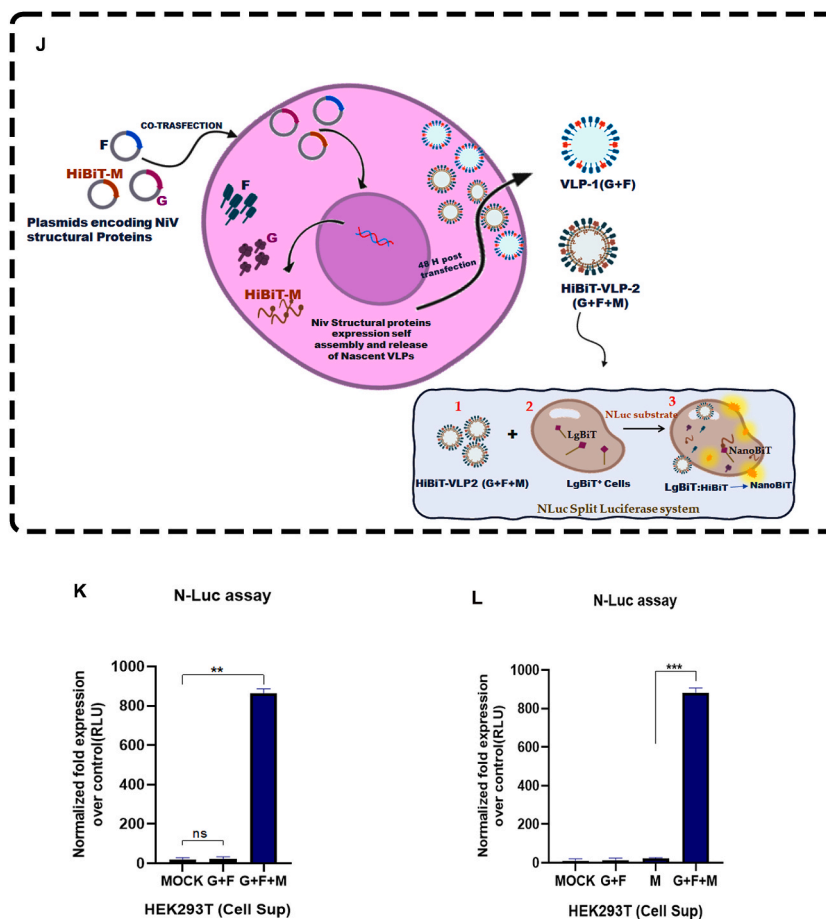 J
CO-TRASFECTION
F
HiBiT-M
G
Plasmids encoding NiV
structural Proteins
F
G
HiBiT-M
48 H post
transfection
Niv Structural proteins
expression self
assembly and release
of Nascent VLPs
VLP-1(G+F)
HiBiT-VLP-2
(G+F+M)
1
2
3
NLuc substrate
LgBiT
NanoBiT
HiBiT-VLP2 (G+F+M)
LgBiT+ Cells
LgBiT:HiBiT
NanoBiT
NLuc Split Luciferase system
K
N-Luc assay
Normalized fold expression
over control(RLU)
1000
800
600
400
200
0
**
ns
MOCK G+F G+F+M
HEK293T (Cell Sup)
L
N-Luc assay
Normalized fold expression
over control(RLU)
1000
800
600
400
200
0
***
MOCK G+F M G+F+M
HEK293T (Cell Sup)